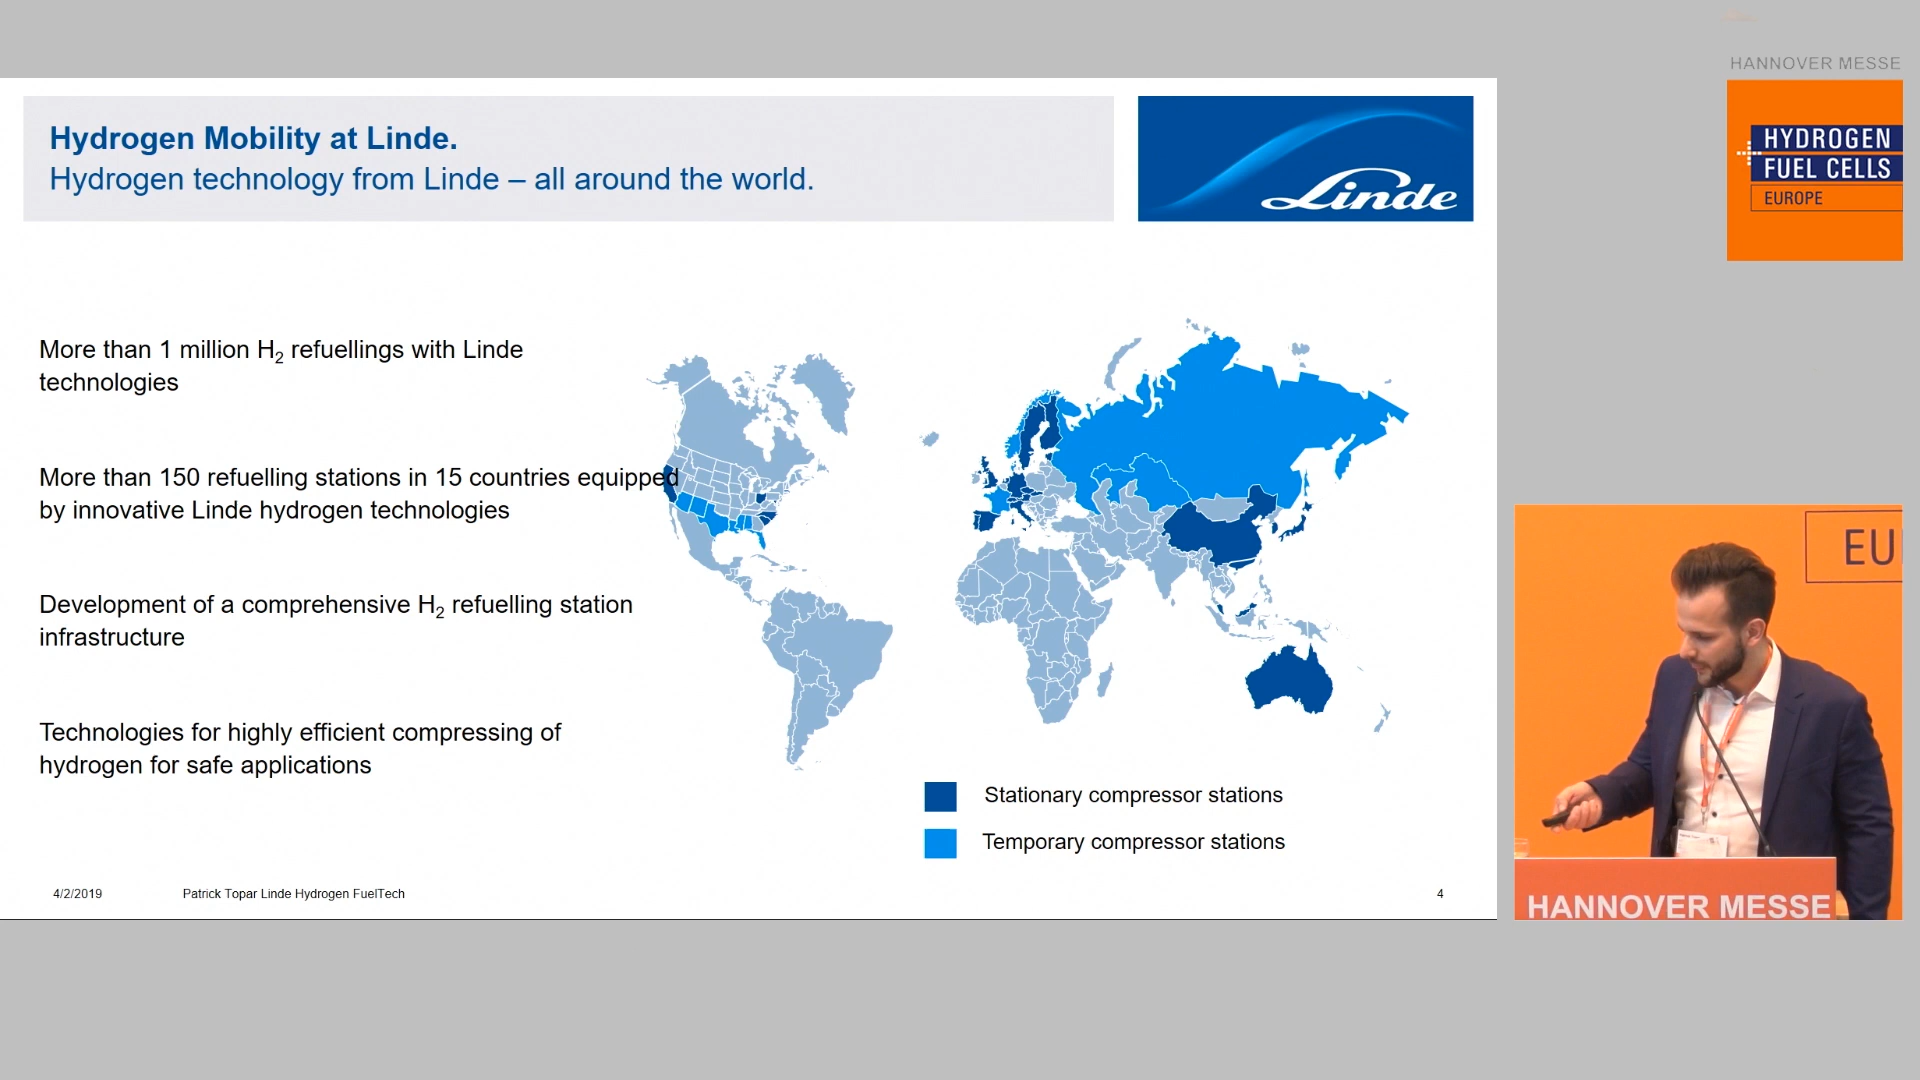 HANNOVER MESSE
HYDROGEN
FUEL CELLS
EUROPE
Hydrogen Mobility at Linde.
Hydrogen technology from Linde – all around the world.
Linde
More than 1 million H₂ refuellings with Linde
technologies
More than 150 refuelling stations in 15 countries equipped
by innovative Linde hydrogen technologies
Development of a comprehensive H₂ refuelling station
infrastructure
Technologies for highly efficient compressing of
hydrogen for safe applications
Stationary compressor stations
Temporary compressor stations
4/2/2019
Patrick Topar Linde Hydrogen FuelTech
4
EU
HANNOVER MESSE